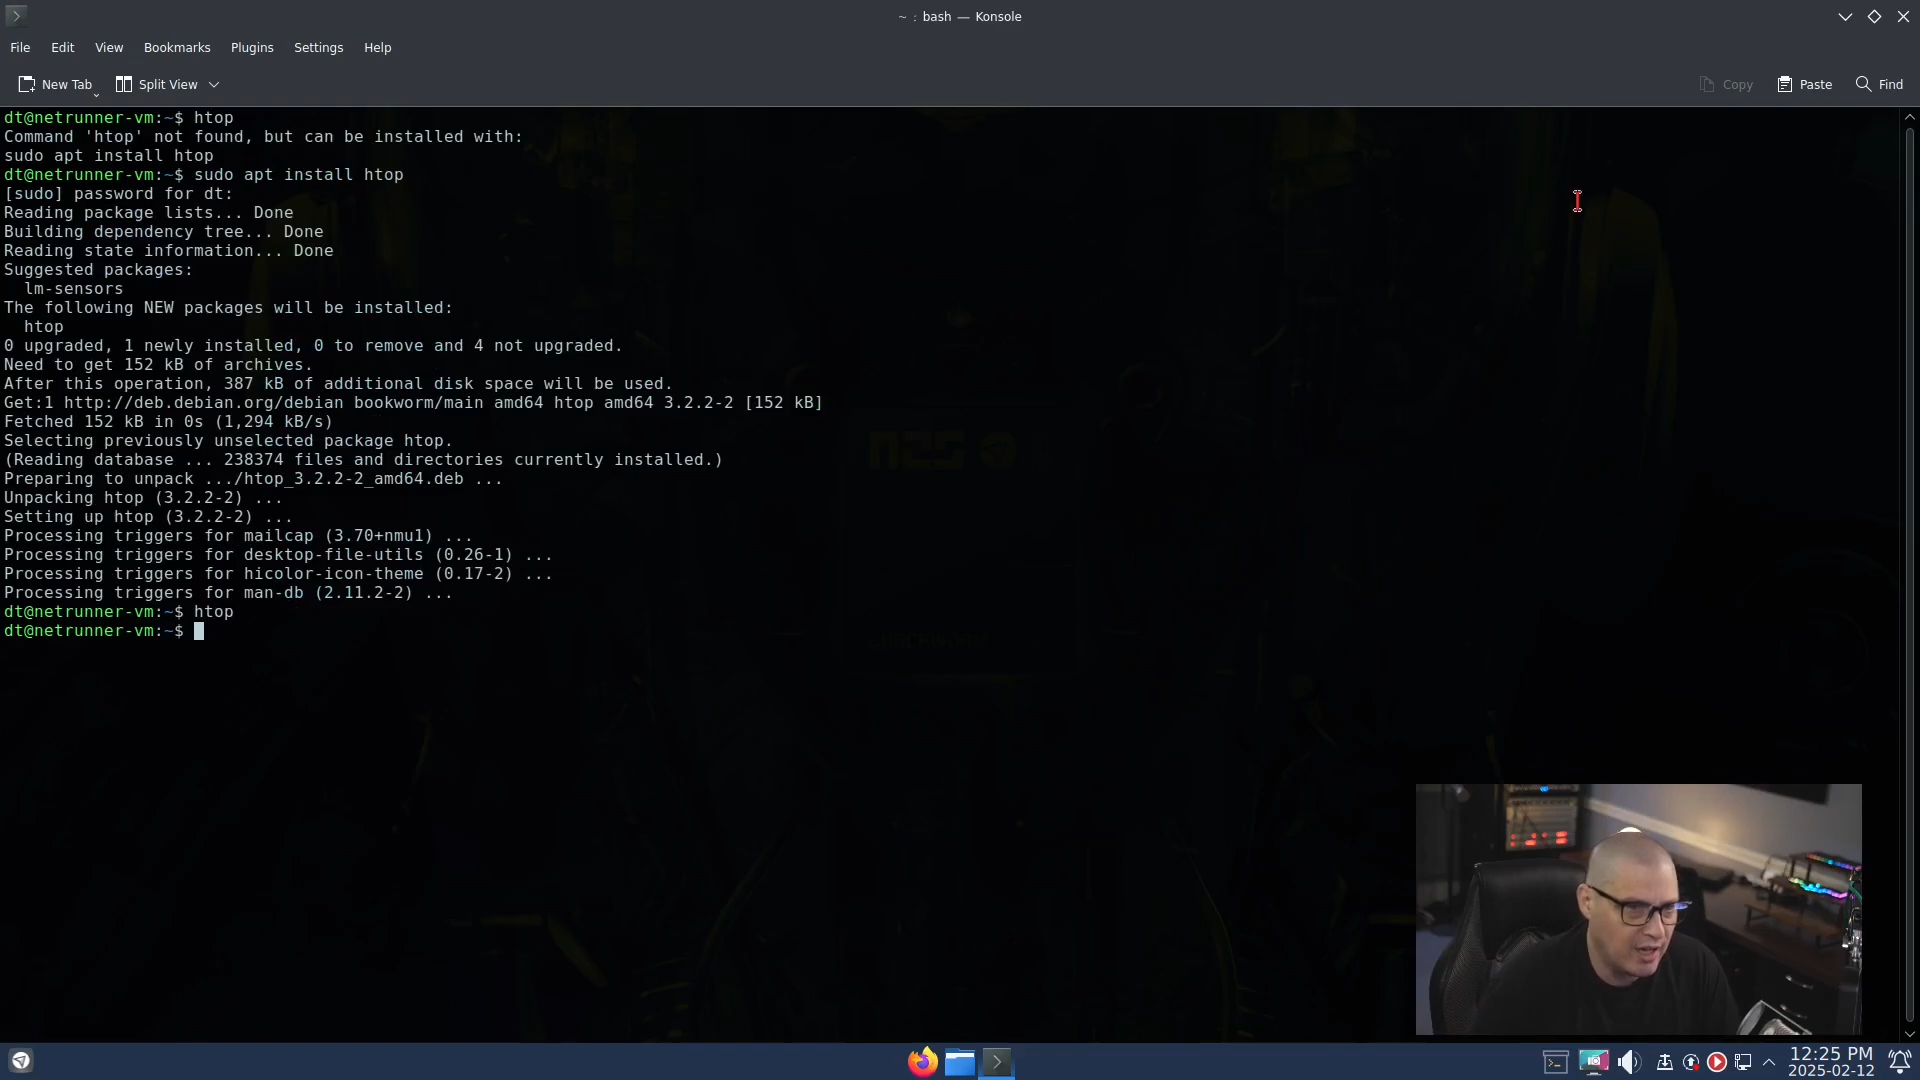 ~ : bash — Konsole
File Edit View Bookmarks Plugins Settings Help
New Tab Split View Copy Paste Find
dt@netrunner-vm:~$ htop
Command 'htop' not found, but can be installed with:
sudo apt install htop
dt@netrunner-vm:~$ sudo apt install htop
[sudo] password for dt:
Reading package lists... Done
Building dependency tree... Done
Reading state information... Done
Suggested packages:
  lm-sensors
The following NEW packages will be installed:
  htop
0 upgraded, 1 newly installed, 0 to remove and 4 not upgraded.
Need to get 152 kB of archives.
After this operation, 387 kB of additional disk space will be used.
Get:1 http://deb.debian.org/debian bookworm/main amd64 htop amd64 3.2.2-2 [152 kB]
Fetched 152 kB in 0s (1,294 kB/s)
Selecting previously unselected package htop.
(Reading database ... 238374 files and directories currently installed.)
Preparing to unpack .../htop_3.2.2-2_amd64.deb ...
Unpacking htop (3.2.2-2) ...
Setting up htop (3.2.2-2) ...
Processing triggers for mailcap (3.70+nmu1) ...
Processing triggers for desktop-file-utils (0.26-1) ...
Processing triggers for hicolor-icon-theme (0.17-2) ...
Processing triggers for man-db (2.11.2-2) ...
dt@netrunner-vm:~$ htop
dt@netrunner-vm:~$
n25
12:25 PM
2025-02-12